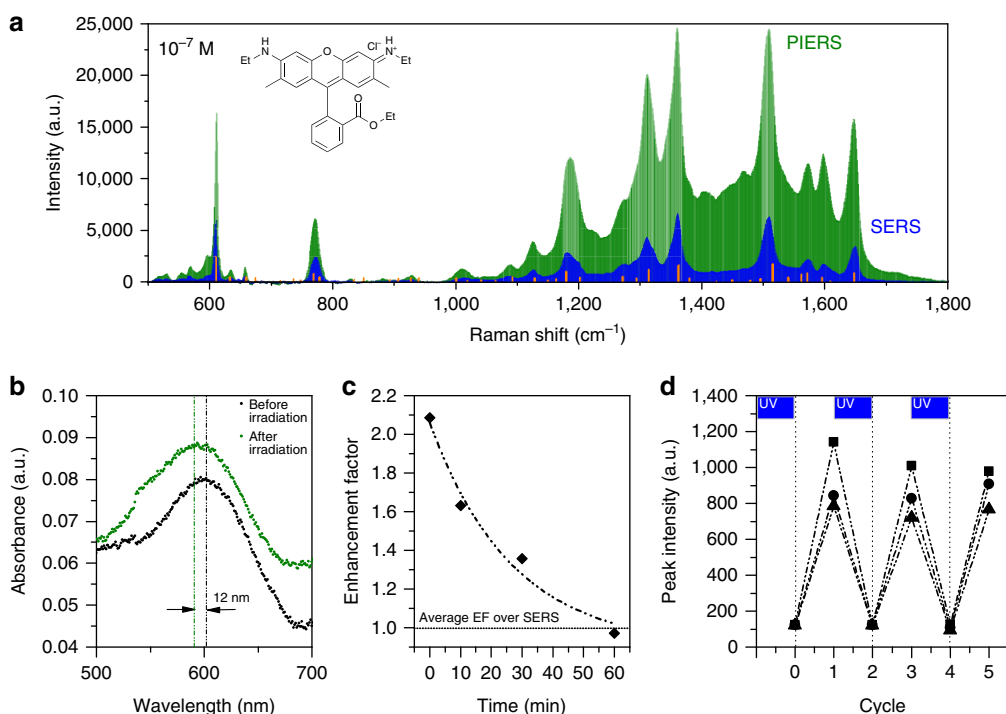 a
25,000
20,000
15,000
10,000
5,000
0
Intensity (a.u.)
10⁻⁷ M
H
N
Et
O
Cl⁻
H
N⁺
Et
O
O
Et
PIERS
SERS
600
800
1,000
1,200
1,400
1,600
1,800
Raman shift (cm⁻¹)
b
0.10
0.09
0.08
0.07
0.06
0.05
0.04
Absorbance (a.u.)
Before
irradiation
After
irradiation
12 nm
500
600
700
Wavelength (nm)
c
2.2
2.0
1.8
1.6
1.4
1.2
1.0
Enhancement factor
Average EF over SERS
0
10
20
30
40
50
60
Time (min)
d
1,400
1,200
1,000
800
600
400
200
0
Peak intensity (a.u.)
UV
UV
UV
0
1
2
3
4
5
Cycle